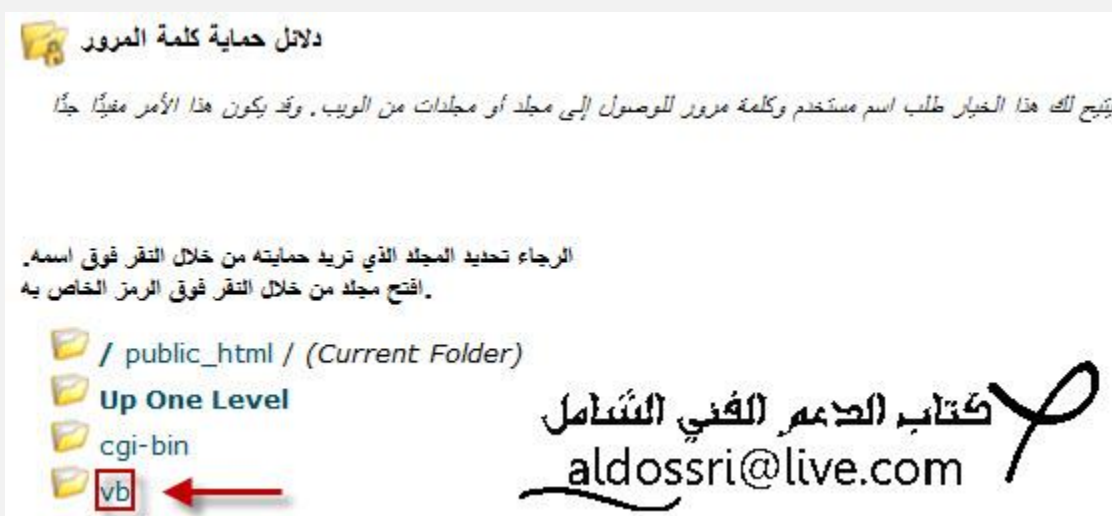 دلائل حماية كلمة المرور
يتيح لك هذا الخيار طلب اسم مستخدم وكلمة مرور للوصول إلى مجلد أو مجلدات من الويب. وقد يكون هذا الأمر مفيدًا جدًا
الرجاء تحديد المجلد الذي تريد حمايته من خلال النقر فوق اسمه.
.افتح مجلد من خلال النقر فوق الرمز الخاص به
/ public_html / (Current Folder)
Up One Level
cgi-bin
vb
كتاب الدعم الفني الشامل
aldossri@live.com